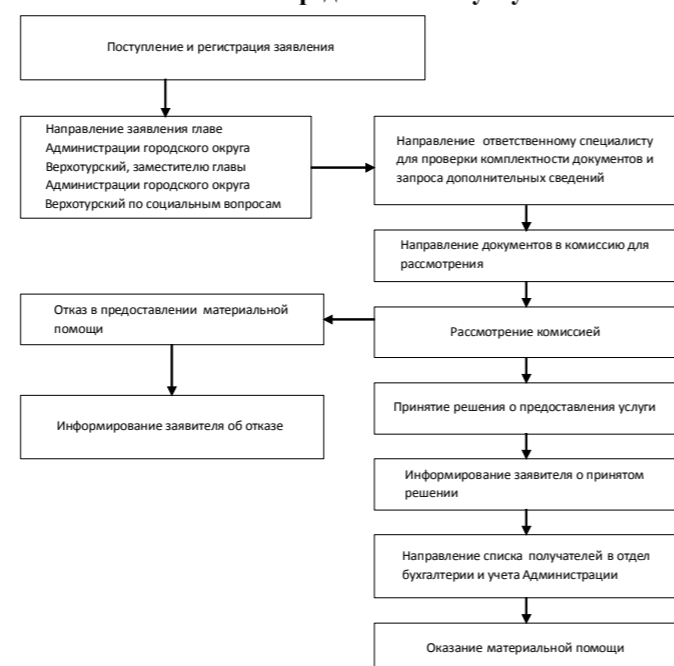 Поступление и регистрация заявления
Направление заявления главе
Администрации городского округа
Верхотурский, заместителю главы
Администрации городского округа
Верхотурский по социальным вопросам
Направление ответственному специалисту
для проверки комплектности документов и
запроса дополнительных сведений
Направление документов в комиссию для
рассмотрения
Отказ в предоставлении материальной
помощи
Рассмотрение комиссией
Информирование заявителя об отказе
Принятие решения о предоставления услуги
Информирование заявителя о принятом
решении
Направление списка получателей в отдел
бухгалтерии и учета Администрации
Оказание материальной помощи